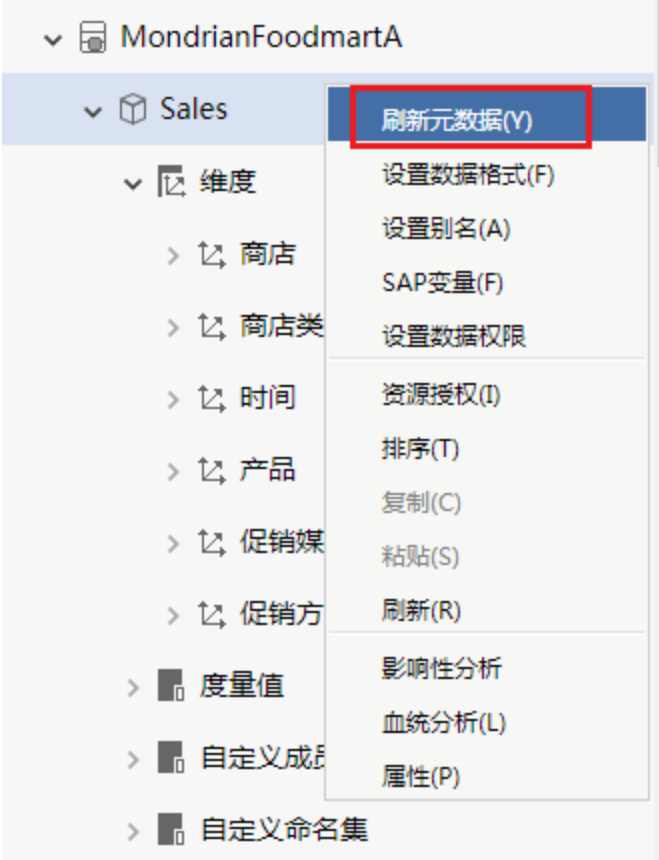 MondrianFoodmartA
Sales
维度
商店
商店类
时间
产品
促销媒
促销方
度量值
自定义成员
自定义命名集
刷新元数据(Y)
设置数据格式(F)
设置别名(A)
SAP变量(F)
设置数据权限
资源授权(I)
排序(T)
复制(C)
粘贴(S)
刷新(R)
影响性分析
血统分析(L)
属性(P)